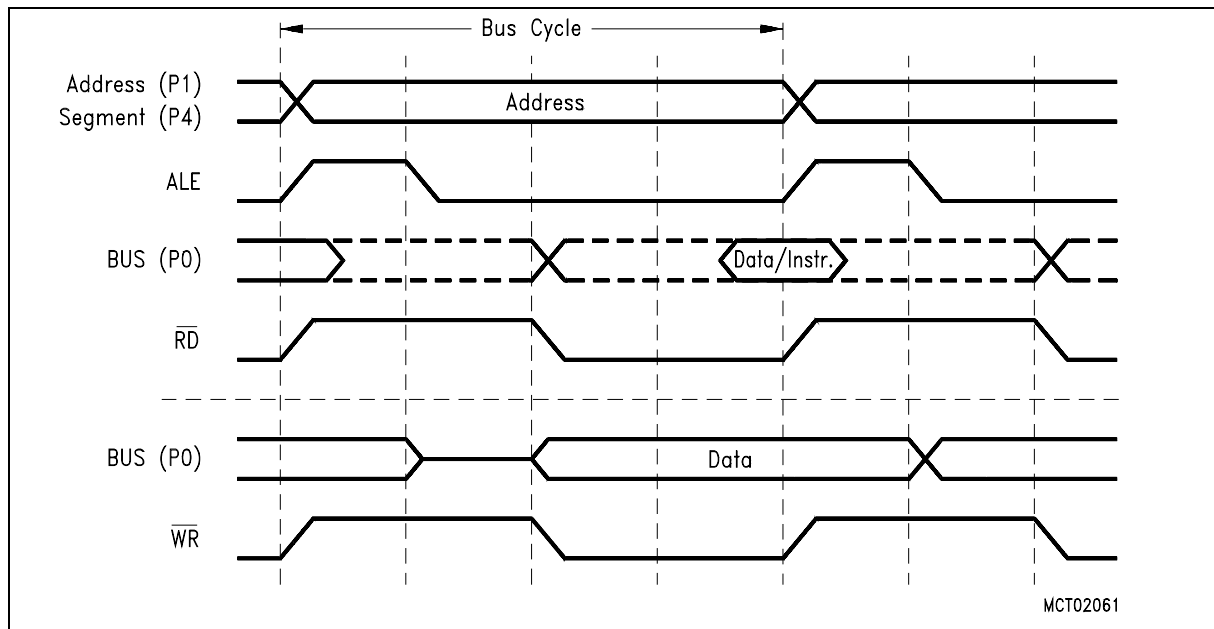 Bus Cycle
Address (P1)
Segment (P4)
Address
ALE
BUS (P0)
Data/Instr.
RD
BUS (P0)
Data
WR
MCT02061